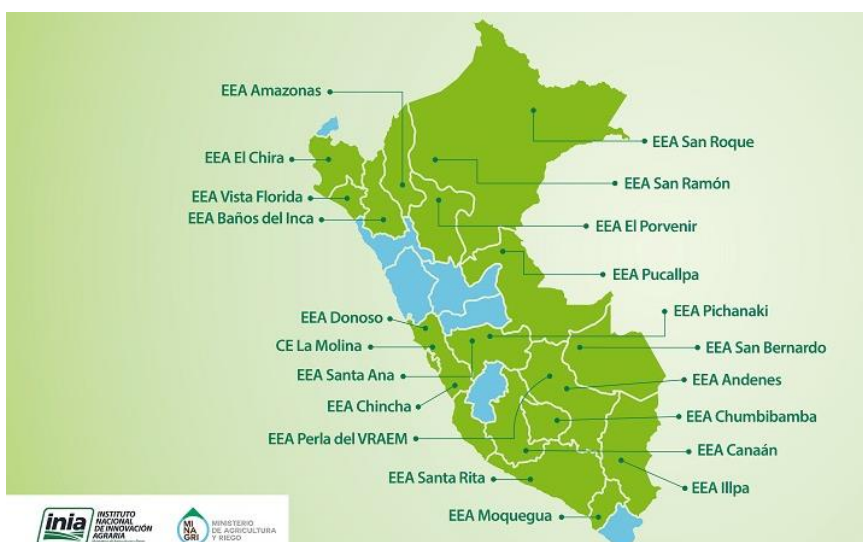 EEA Amazonas
EEA San Roque
EEA El Chira
EEA San Ramón
EEA Vista Florida
EEA Baños del Inca
EEA El Porvenir
EEA Pucallpa
EEA Donoso
EEA Pichanaki
CE La Molina
EEA San Bernardo
EEA Santa Ana
EEA Andenes
EEA Chincha
EEA Chumbibamba
EEA Perla del VRAEM
EEA Canaán
EEA Santa Rita
EEA Illpa
EEA Moquegua
inia
INSTITUTO
NACIONAL
DE INNOVACIÓN
AGRARIA
MI
NA
GRI
MINISTERIO
DE AGRICULTURA
Y RIEGO